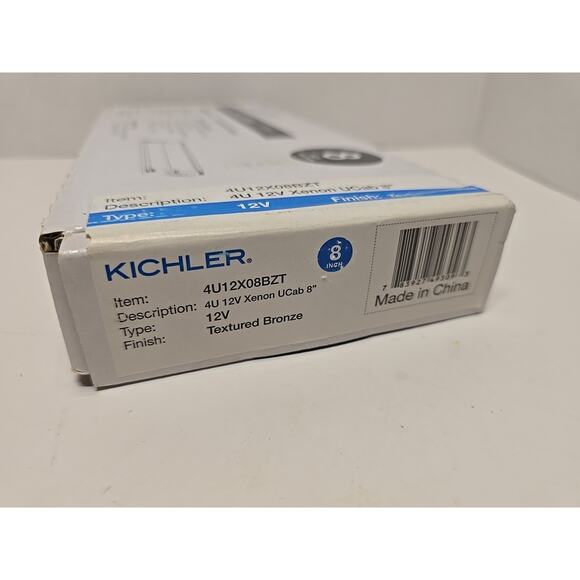 Item: 4U12X08BZT
Description: 4U 12V Xenon UCab 8"
Type: 12V Finish:
KICHLER®
8
INCH
Item: 4U12X08BZT
Description: 4U 12V Xenon UCab 8"
Type: 12V
Finish: Textured Bronze
Made in China